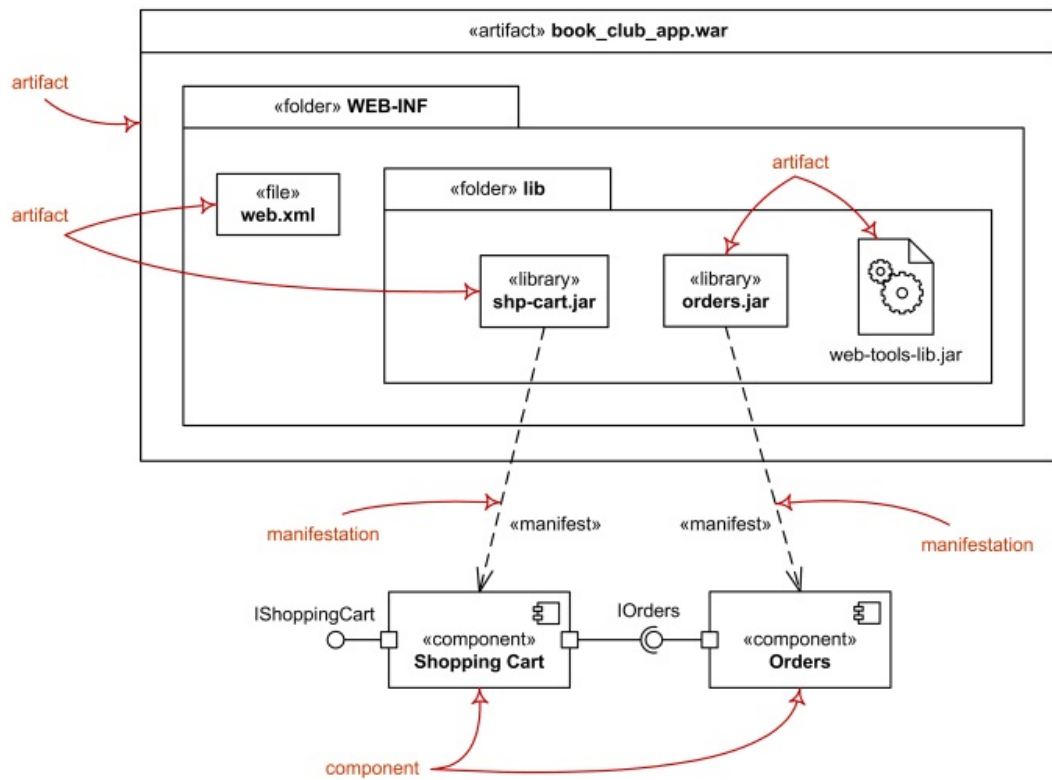 «artifact» book_club_app.war
artifact
«folder» WEB-INF
artifact
«folder» lib
«file»
web.xml
artifact
«library»
shp-cart.jar
«library»
orders.jar
web-tools-lib.jar
manifestation
«manifest»
«manifest»
manifestation
IShoppingCart
IOrders
«component»
Shopping Cart
«component»
Orders
component